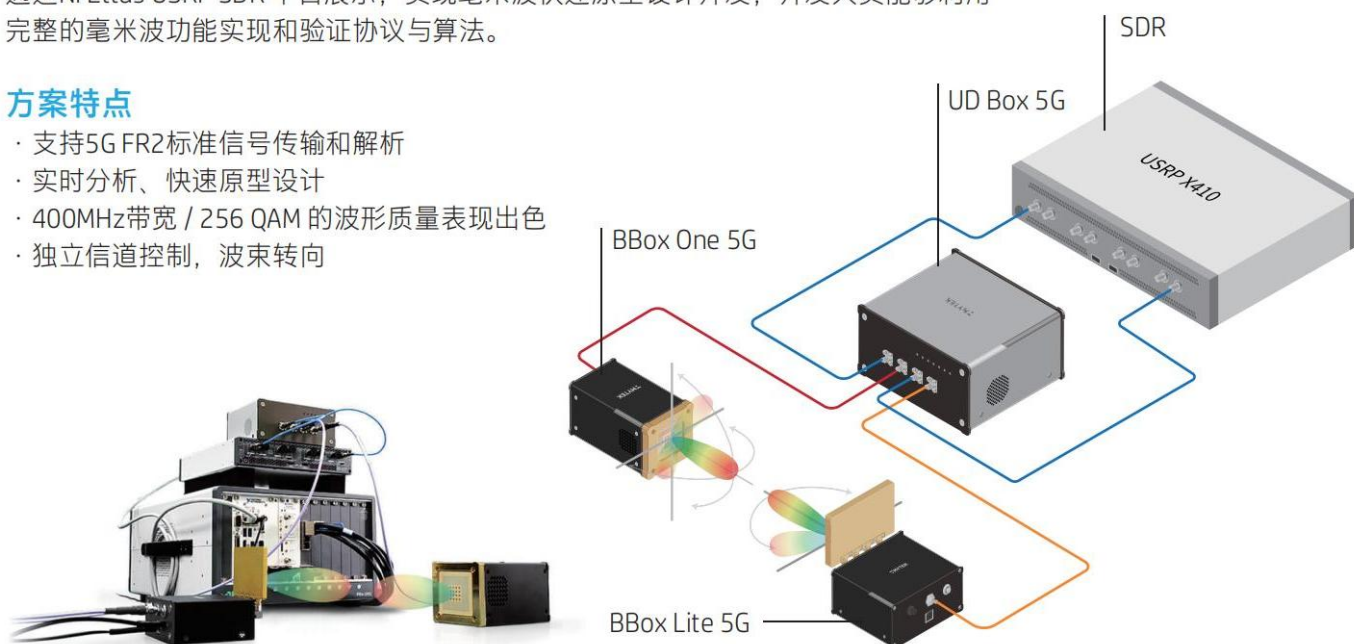 完整的毫米波功能实现和验证协议与算法。
方案特点
· 支持5G FR2标准信号传输和解析
· 实时分析、快速原型设计
· 400MHz带宽 / 256 QAM 的波形质量表现出色
· 独立信道控制，波束转向
SDR
UD Box 5G
USRP X410
BBox One 5G
TMYTEK
TMYTEK
TMYTEK
BBox Lite 5G